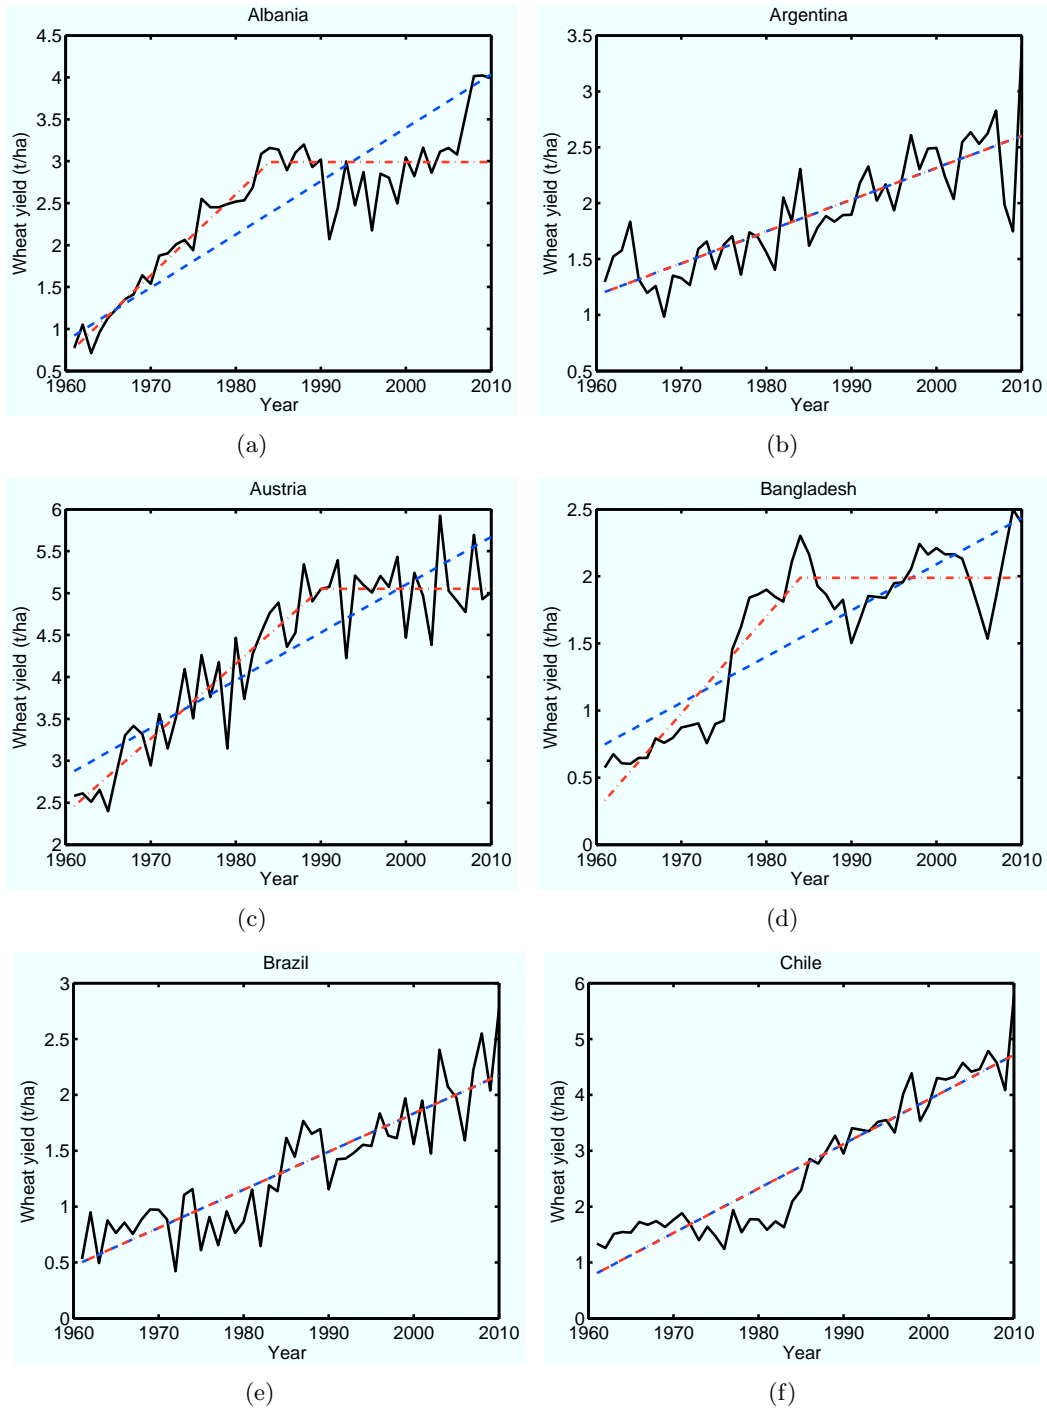 Albania
4.5
4
3.5
3
2.5
2
1.5
1
0.5
Wheat yield (t/ha)
1960 1970 1980 1990 2000 2010
Year
(a)
Argentina
3.5
3
2.5
2
1.5
1
0.5
Wheat yield (t/ha)
1960 1970 1980 1990 2000 2010
Year
(b)
Austria
6
5.5
5
4.5
4
3.5
3
2.5
2
Wheat yield (t/ha)
1960 1970 1980 1990 2000 2010
Year
(c)
Bangladesh
2.5
2
1.5
1
0.5
0
Wheat yield (t/ha)
1960 1970 1980 1990 2000 2010
Year
(d)
Brazil
3
2.5
2
1.5
1
0.5
0
Wheat yield (t/ha)
1960 1970 1980 1990 2000 2010
Year
(e)
Chile
6
5
4
3
2
1
0
Wheat yield (t/ha)
1960 1970 1980 1990 2000 2010
Year
(f)